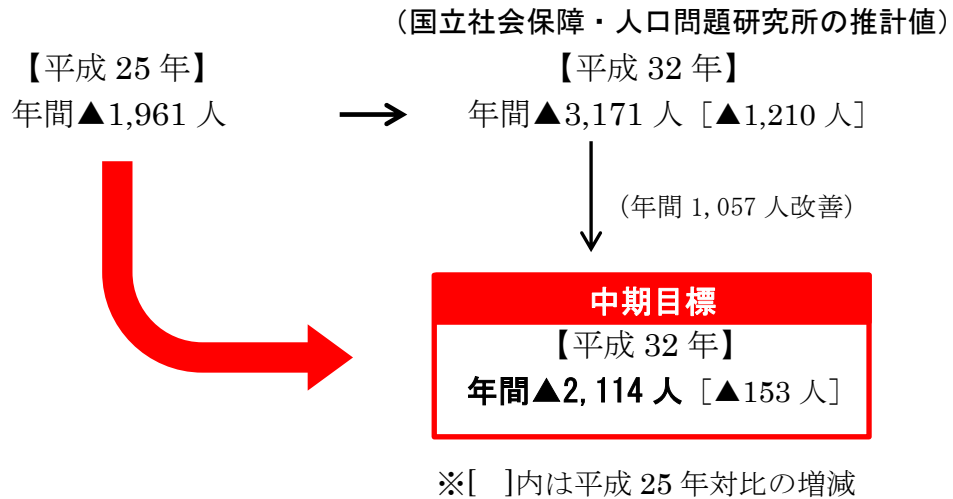 （国立社会保障・人口問題研究所の推計値）
【平成 25 年】
年間▲1,961 人
【平成 32 年】
年間▲3,171 人［▲1,210 人］
（年間 1,057 人改善）
中期目標
【平成 32 年】
年間▲2,114 人［▲153 人］
※[　]内は平成 25 年対比の増減